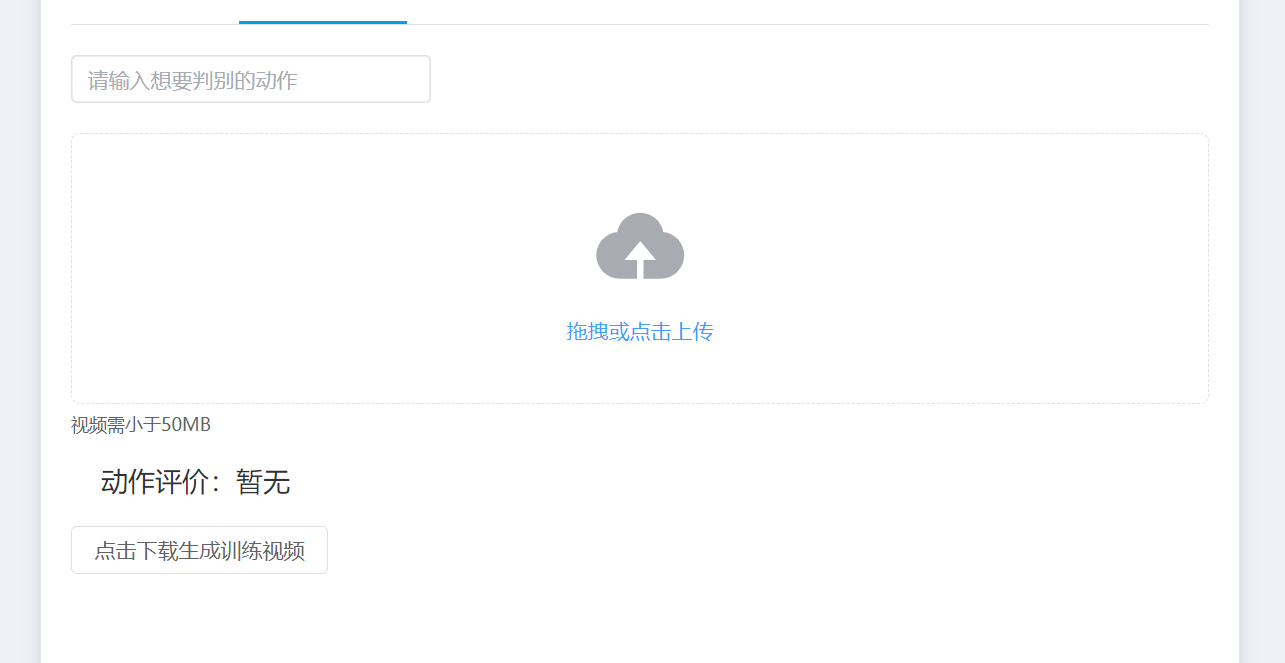 请输入想要判别的动作
拖拽或点击上传
视频需小于50MB
动作评价：暂无
点击下载生成训练视频